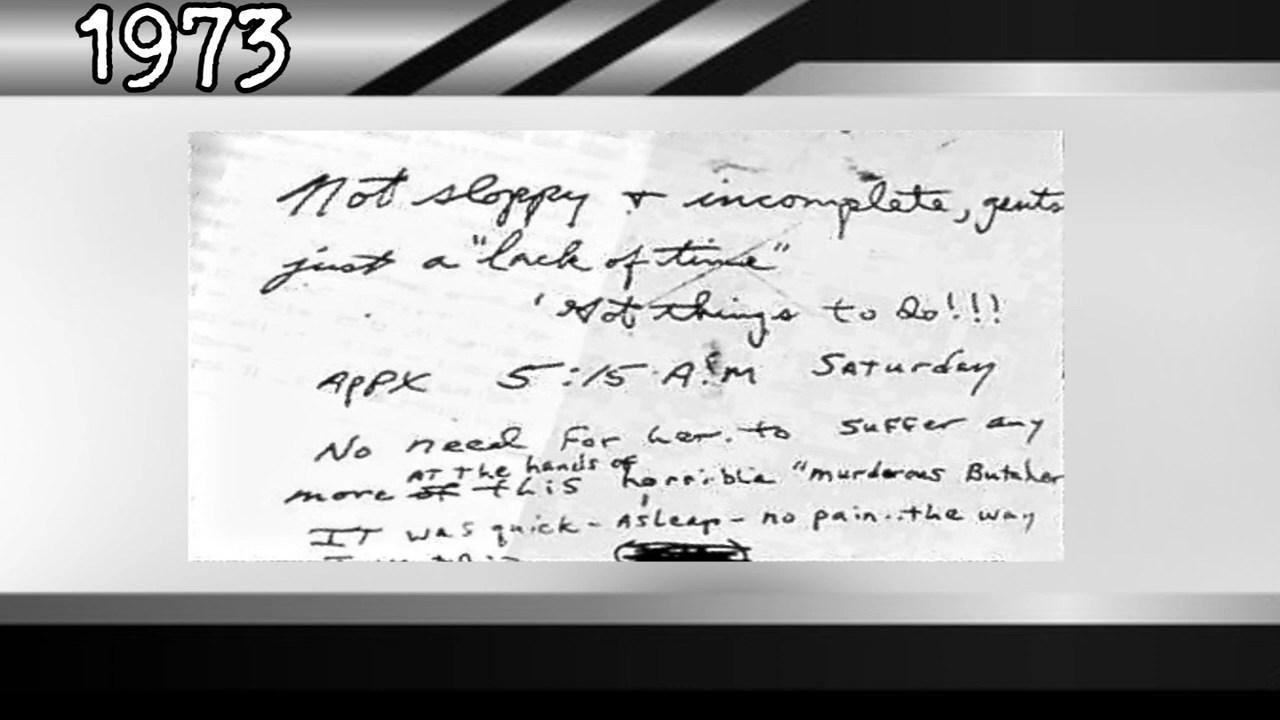 1973
Not sloppy & incomplete, gents
just a "lack of time"
'Got things to do!!!
Appx 5:15 A.M Saturday
No need For her to suffer any
AT The hands of
more of this horrible "murderous Butcher
IT was quick - Asleep - no pain..the way